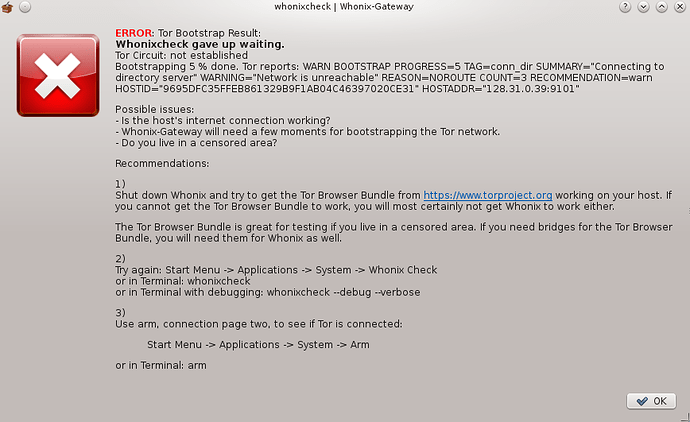 whonixcheck | Whonix-Gateway
ERROR: Tor Bootstrap Result:
Whonixcheck gave up waiting.
Tor Circuit: not established
Bootstrapping 5 % done. Tor reports: WARN BOOTSTRAP PROGRESS=5 TAG=conn_dir SUMMARY="Connecting to
directory server" WARNING="Network is unreachable" REASON=NOROUTE COUNT=3 RECOMMENDATION=warn
HOSTID="9695DFC35FFEB861329B9F1AB04C46397020CE31" HOSTADDR="128.31.0.39:9101"
Possible issues:
- Is the host's internet connection working?
- Whonix-Gateway will need a few moments for bootstrapping the Tor network.
- Do you live in a censored area?
Recommendations:
1)
Shut down Whonix and try to get the Tor Browser Bundle from https://www.torproject.org working on your host. If
you cannot get the Tor Browser Bundle to work, you will most certainly not get Whonix to work either.
The Tor Browser Bundle is great for testing if you live in a censored area. If you need bridges for the Tor Browser
Bundle, you will need them for Whonix as well.
2)
Try again: Start Menu -> Applications -> System -> Whonix Check
or in Terminal: whonixcheck
or in Terminal with debugging: whonixcheck --debug --verbose
3)
Use arm, connection page two, to see if Tor is connected:
Start Menu -> Applications -> System -> Arm
or in Terminal: arm
OK